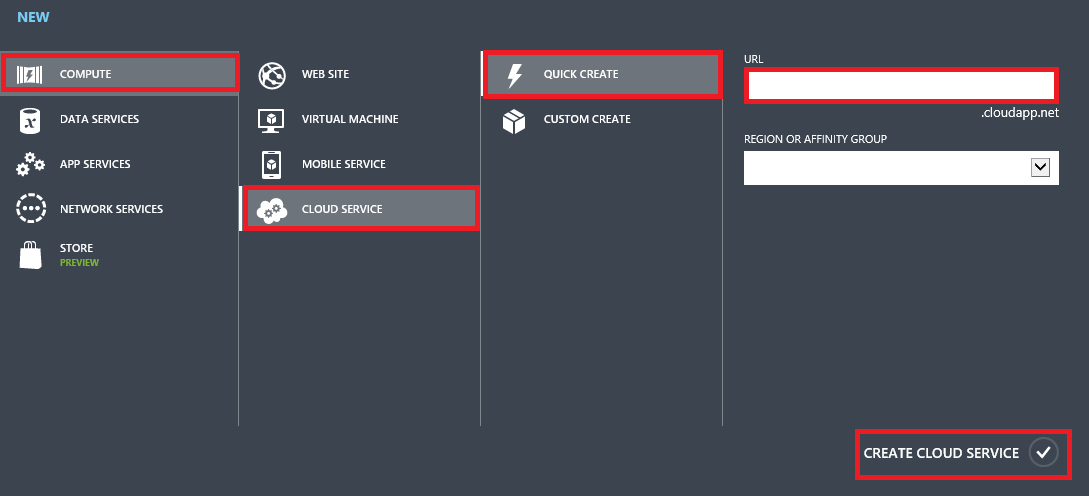 NEW
COMPUTE
DATA SERVICES
APP SERVICES
NETWORK SERVICES
STORE
PREVIEW
WEB SITE
VIRTUAL MACHINE
MOBILE SERVICE
CLOUD SERVICE
QUICK CREATE
CUSTOM CREATE
URL
.cloudapp.net
REGION OR AFFINITY GROUP
CREATE CLOUD SERVICE